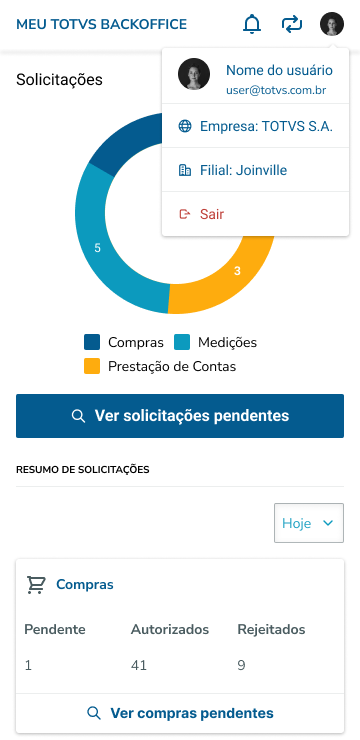 MEU TOTVS BACKOFFICE
Nome do usuário
user@totvs.com.br
Empresa: TOTVS S.A.
Filial: Joinville
Sair
Solicitações
5
3
Compras
Medições
Prestação de Contas
Ver solicitações pendentes
RESUMO DE SOLICITAÇÕES
Hoje
Compras
Pendente Autorizados Rejeitados
1 41 9
Ver compras pendentes